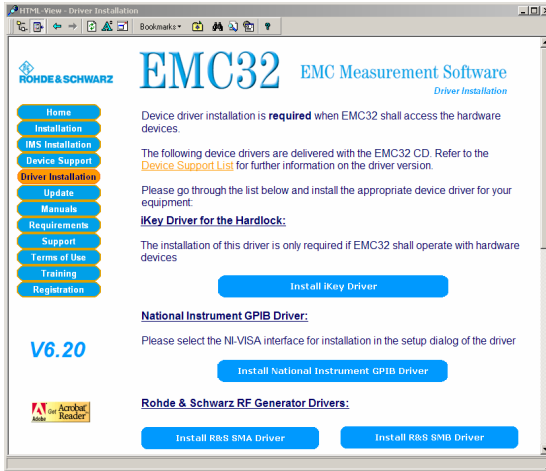 HTML-View - Driver Installation
Bookmarks
ROHDE & SCHWARZ
EMC32
EMC Measurement Software
Driver Installation
Home
Installation
IMS Installation
Device Support
Driver Installation
Update
Manuals
Requirements
Support
Terms of Use
Training
Registration
V6.20
Adobe
Get Acrobat
Reader
Device driver installation is required when EMC32 shall access the hardware
devices.
The following device drivers are delivered with the EMC32 CD. Refer to the
Device Support List for further information on the driver version.
Please go through the list below and install the appropriate device driver for your
equipment:
iKey Driver for the Hardlock:
The installation of this driver is only required if EMC32 shall operate with hardware
devices
Install iKey Driver
National Instrument GPIB Driver:
Please select the NI-VISA interface for installation in the setup dialog of the driver
Install National Instrument GPIB Driver
Rohde & Schwarz RF Generator Drivers:
Install R&S SMA Driver
Install R&S SMB Driver